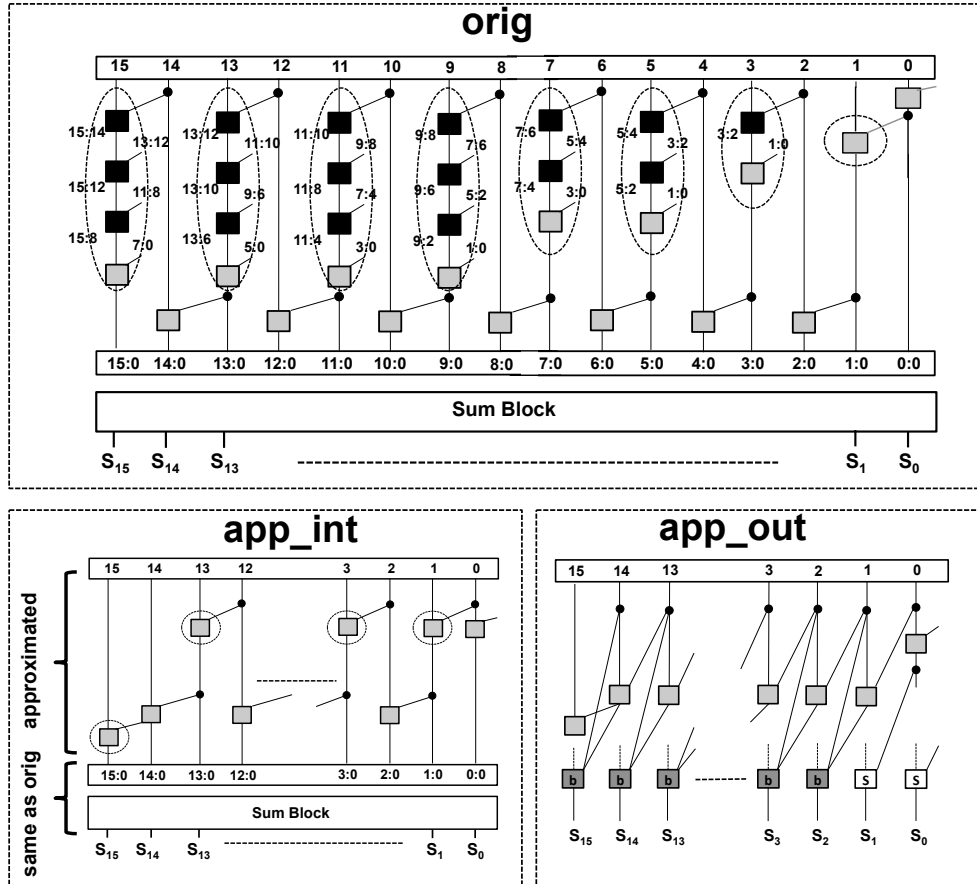 orig
15 14 13 12 11 10 9 8 7 6 5 4 3 2 1 0
15:14 13:12 11:10 9:8 7:6 5:4 3:2
13:12 11:10 9:8 7:6 5:4 3:2 1:0
15:12 13:10 11:8 9:6 7:4 5:2
11:8 9:6 7:4 5:2 3:0 1:0
15:8 13:6 11:4 9:2
7:0 5:0 3:0 1:0
15:0 14:0 13:0 12:0 11:0 10:0 9:0 8:0 7:0 6:0 5:0 4:0 3:0 2:0 1:0 0:0
Sum Block
S15 S14 S13 S1 S0
app_int
15 14 13 12 3 2 1 0
approximated
15:0 14:0 13:0 12:0 3:0 2:0 1:0 0:0
Sum Block
same as orig
S15 S14 S13 S1 S0
app_out
15 14 13 3 2 1 0
b b b b b S S
S15 S14 S13 S3 S2 S1 S0